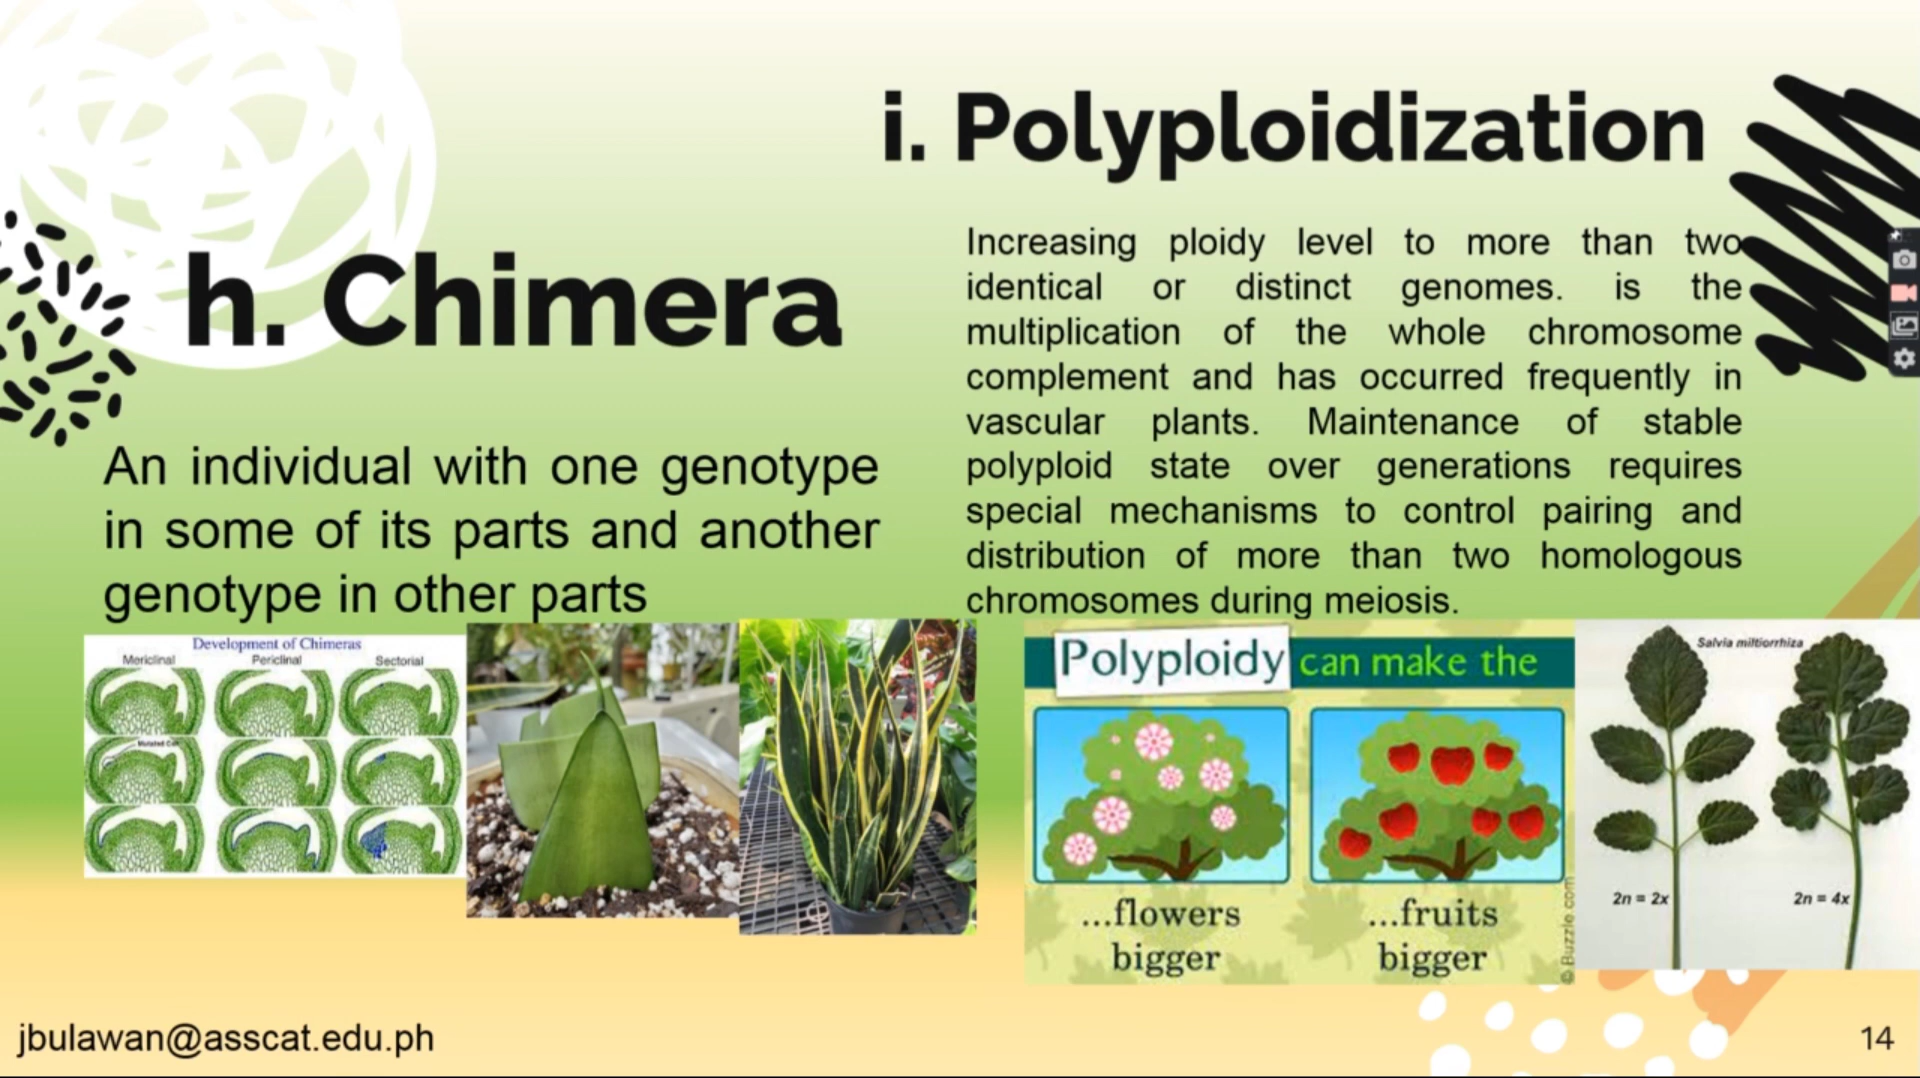 h. Chimera
An individual with one genotype
in some of its parts and another
genotype in other parts
Development of Chimeras
Mericlinal Periclinal Sectorial
Mutated Cell
i. Polyploidization
Increasing ploidy level to more than two
identical or distinct genomes. is the
multiplication of the whole chromosome
complement and has occurred frequently in
vascular plants. Maintenance of stable
polyploid state over generations requires
special mechanisms to control pairing and
distribution of more than two homologous
chromosomes during meiosis.
Polyploidy can make the
...flowers
bigger
...fruits
bigger
© Buzzle.com
Salvia miltiorrhiza
2n = 2x
2n = 4x
jbulawan@asscat.edu.ph
14